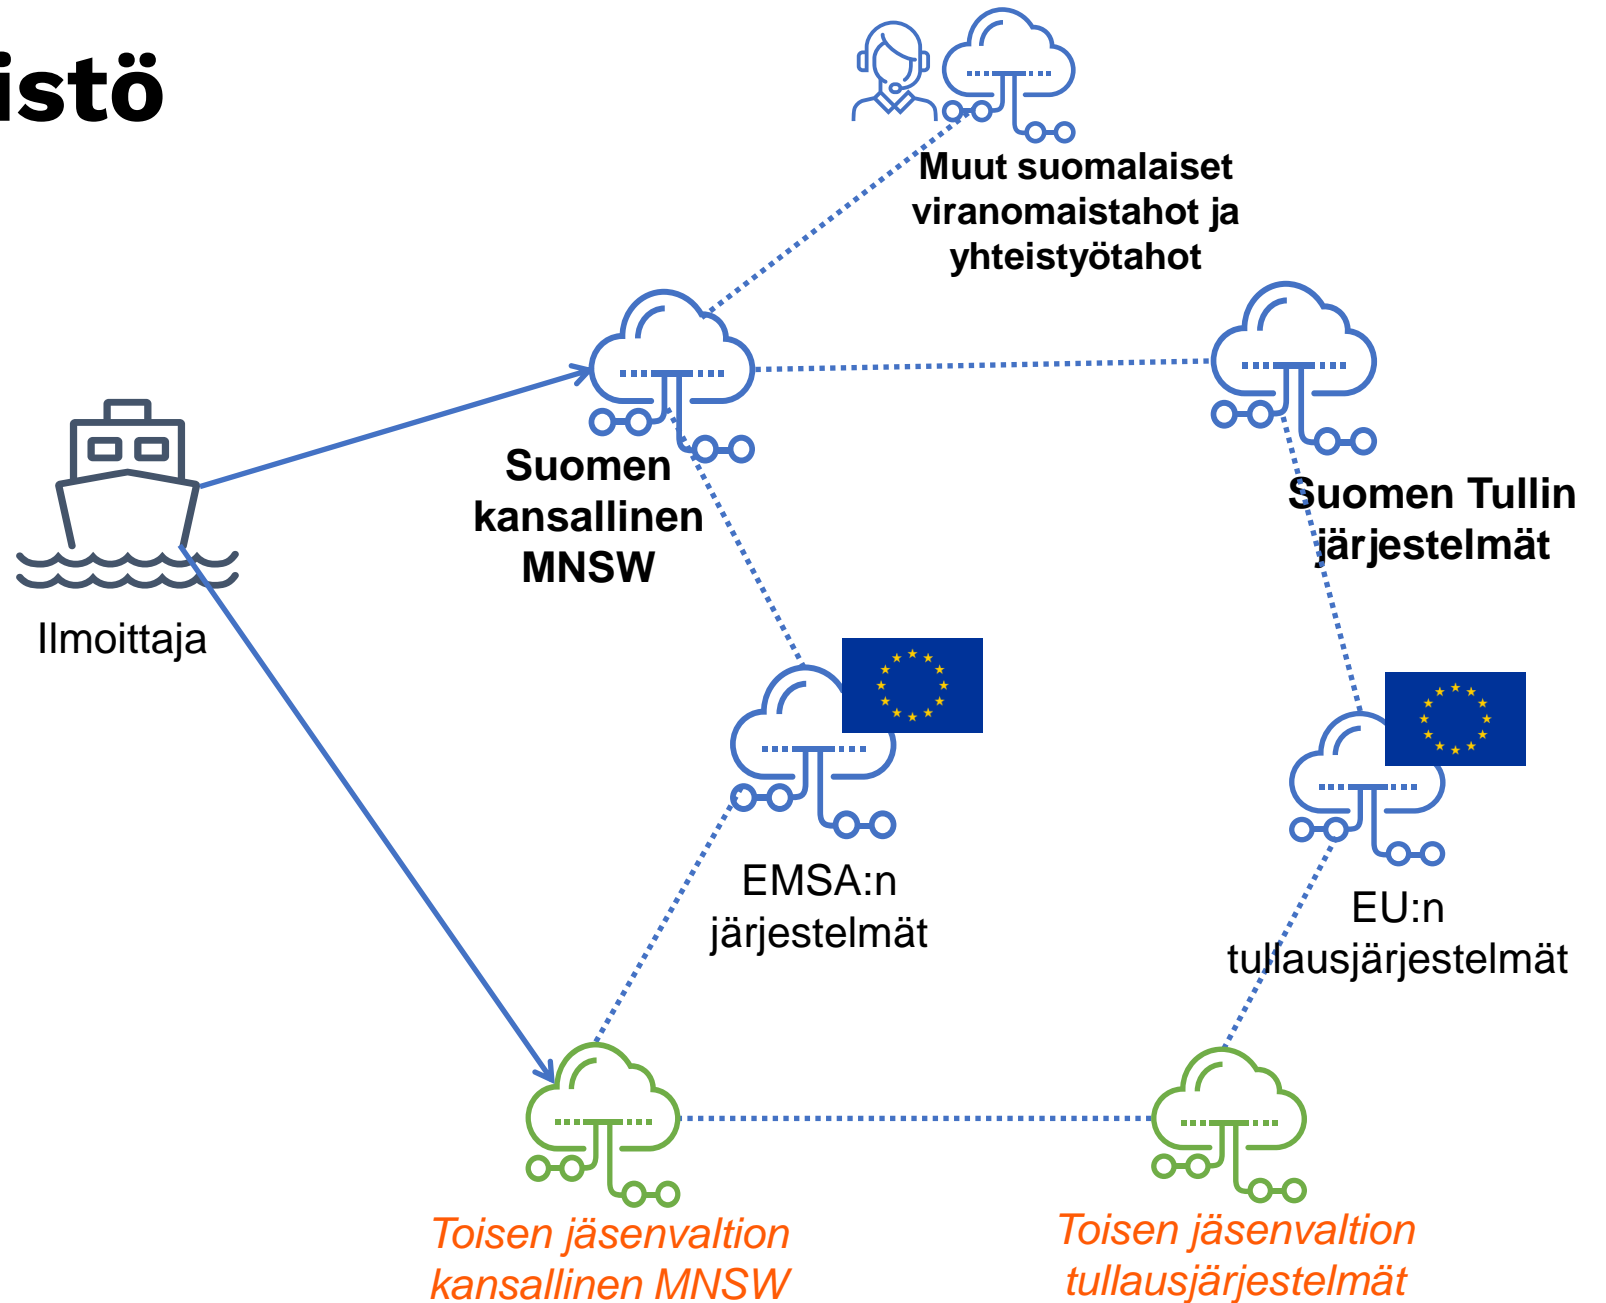 istö
Muut suomalaiset
viranomaistahot ja
yhteistyötahot
Suomen
kansallinen
MNSW
Suomen Tullin
järjestelmät
Ilmoittaja
EMSA:n
järjestelmät
EU:n
tullausjärjestelmät
Toisen jäsenvaltion
kansallinen MNSW
Toisen jäsenvaltion
tullausjärjestelmät